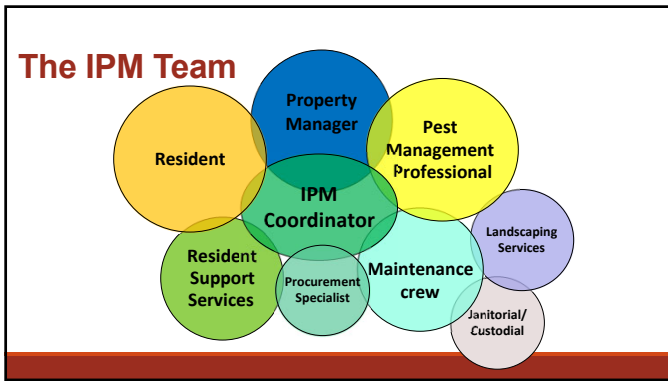 The IPM Team
Property
Manager
Resident
Pest
Management
Professional
IPM
Coordinator
Landscaping
Services
Resident
Support
Services
Procurement
Specialist
Maintenance
crew
Janitorial/
Custodial